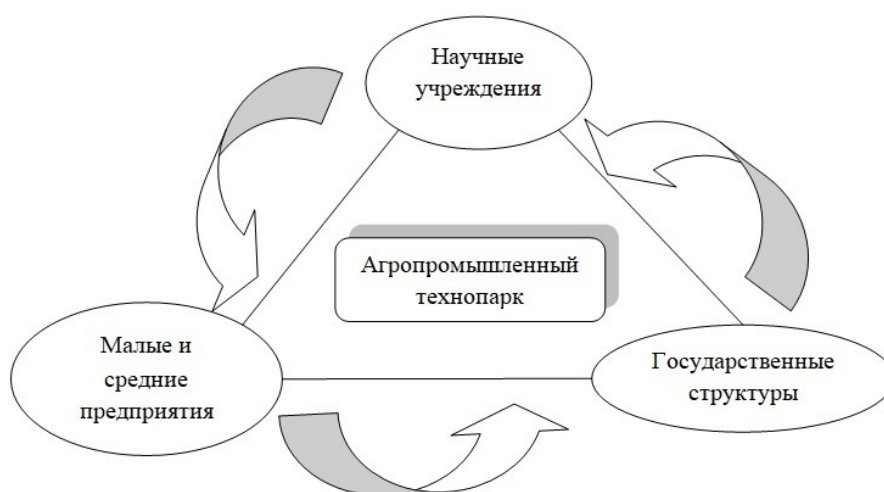 Научные
учреждения
Агропромышленный
технопарк
Малые и
средние
предприятия
Государственные
структуры